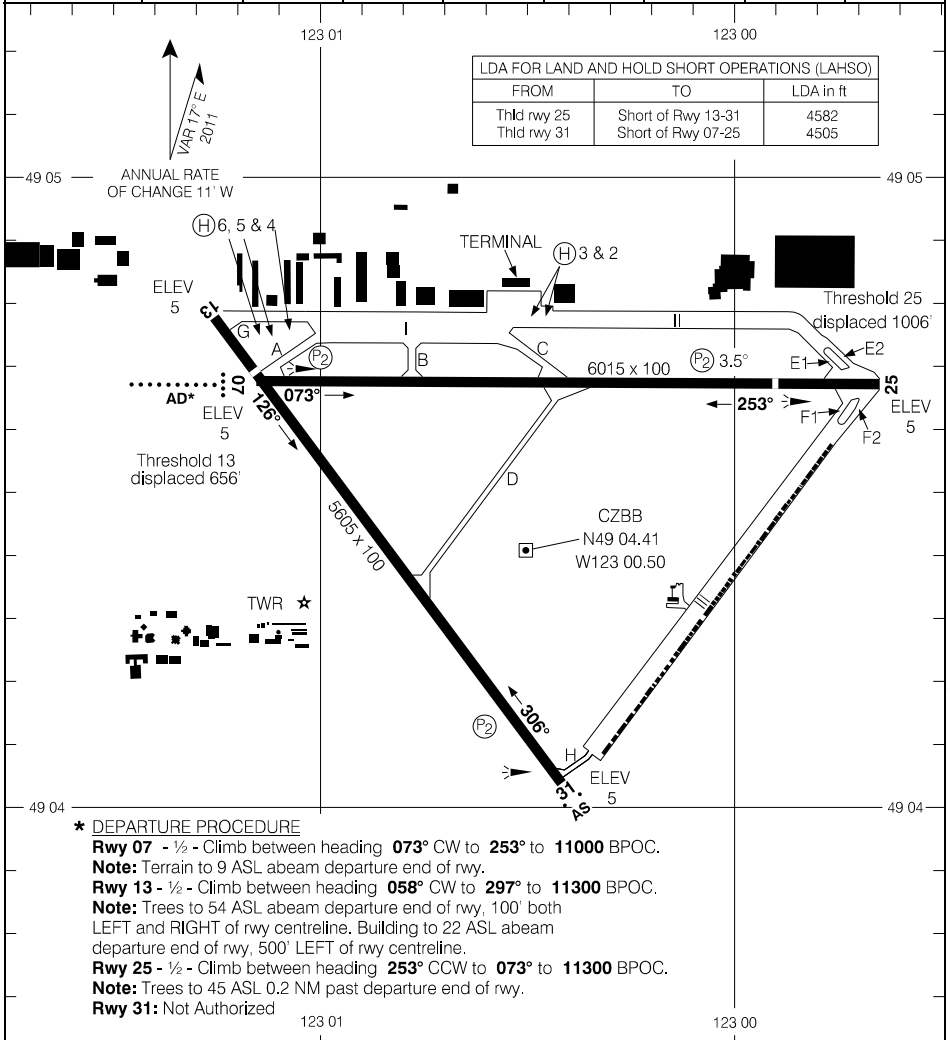 123 01
123 00
LDA FOR LAND AND HOLD SHORT OPERATIONS (LAHSO)
FROM TO LDA in ft
Thld rwy 25 Short of Rwy 13-31 4582
Thld rwy 31 Short of Rwy 07-25 4505
VAR 17° E
2011
ANNUAL RATE
OF CHANGE 11' W
49 05
49 05
H 6, 5 & 4
TERMINAL
H 3 & 2
ELEV
5
13
Threshold 25
displaced 1006'
G
A
I
II
P2
B
C
6015 x 100
P2 3.5°
E1
E2
07
AD*
073°
253°
25
ELEV
5
ELEV
5
126°
F1
F2
Threshold 13
displaced 656'
D
5605 x 100
CZBB
N49 04.41
W123 00.50
TWR
III
306°
P2
H
ELEV
5
31
AS
49 04
49 04
* DEPARTURE PROCEDURE
Rwy 07 - ½ - Climb between heading 073° CW to 253° to 11000 BPOC.
Note: Terrain to 9 ASL abeam departure end of rwy.
Rwy 13 - ½ - Climb between heading 058° CW to 297° to 11300 BPOC.
Note: Trees to 54 ASL abeam departure end of rwy, 100' both
LEFT and RIGHT of rwy centreline. Building to 22 ASL abeam
departure end of rwy, 500' LEFT of rwy centreline.
Rwy 25 - ½ - Climb between heading 253° CCW to 073° to 11300 BPOC.
Note: Trees to 45 ASL 0.2 NM past departure end of rwy.
Rwy 31: Not Authorized
123 01
123 00